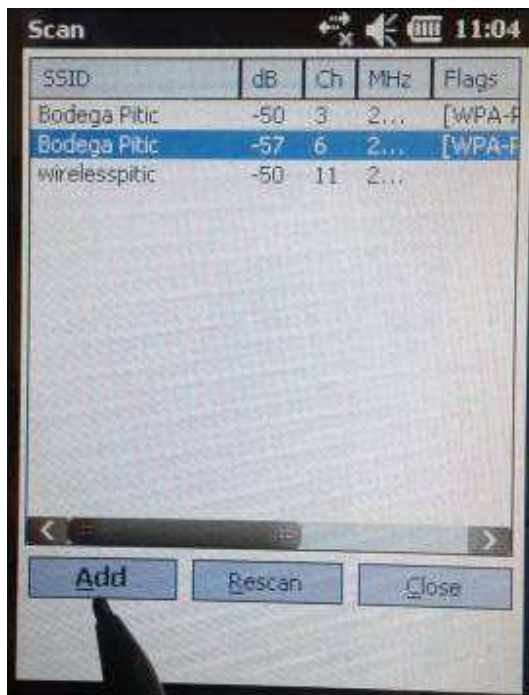 Scan 11:04
SSID dB Ch MHz Flags
Bodega Pitic -50 3 2... [WPA-P
Bodega Pitic -57 6 2... [WPA-P
wirelesspitic -50 11 2...
Add Rescan Close